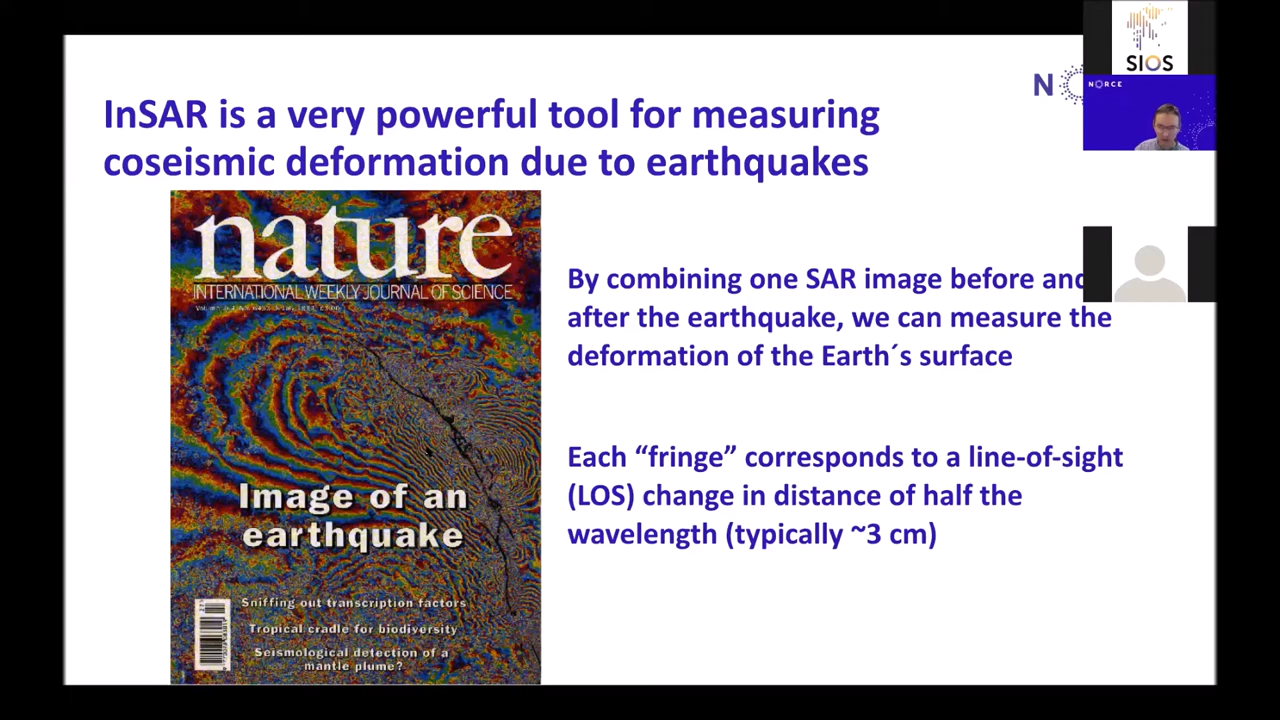 InSAR is a very powerful tool for measuring
coseismic deformation due to earthquakes
SIOS
N
NORCE
nature
INTERNATIONAL WEEKLY JOURNAL OF SCIENCE
Image of an
earthquake
Sniffing out transcription factors
Tropical cradle for biodiversity
Seismological detection of a
mantle plume?
By combining one SAR image before and
after the earthquake, we can measure the
deformation of the Earth´s surface
Each “fringe” corresponds to a line-of-sight
(LOS) change in distance of half the
wavelength (typically ~3 cm)